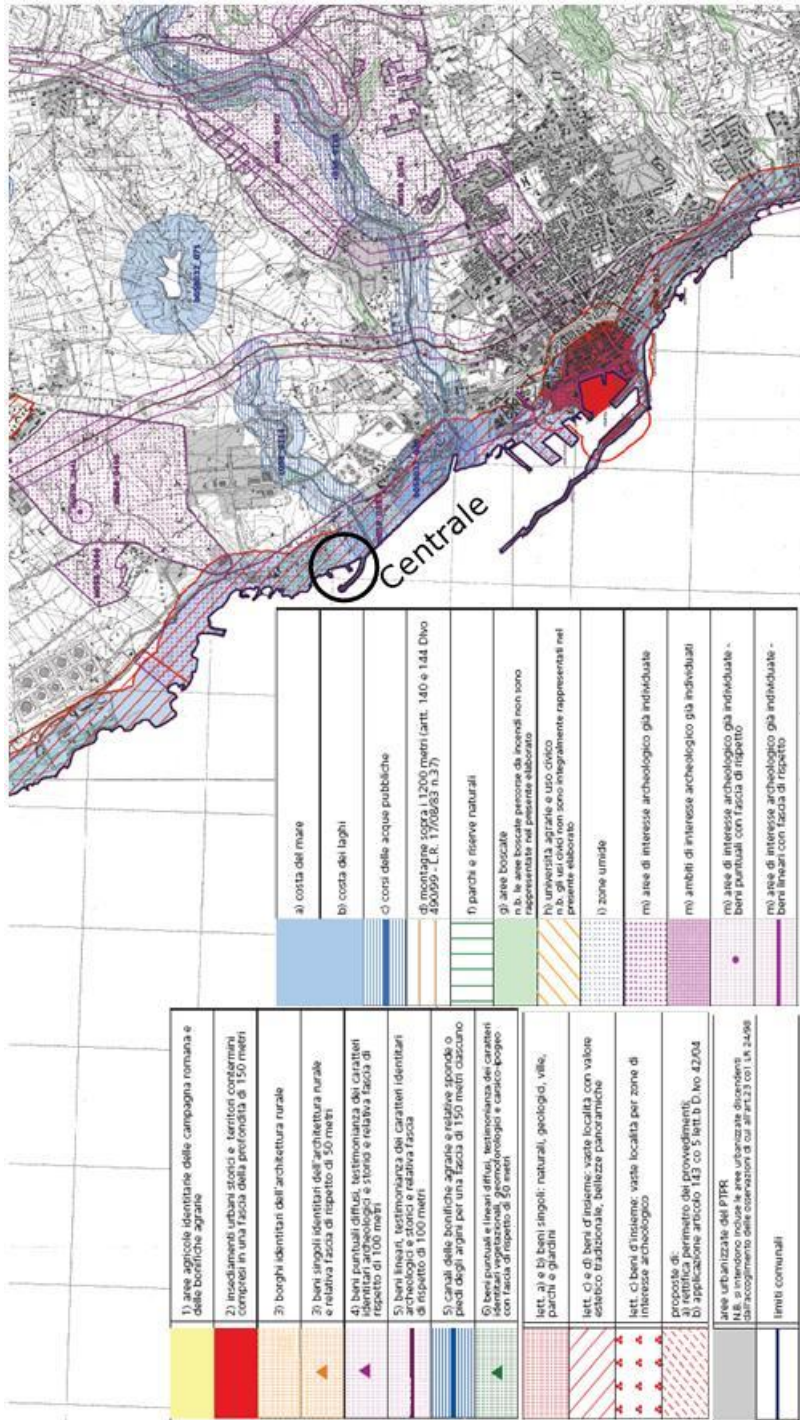 Centrale
a) costa del mare
b) costa dei laghi
c) corsi delle acque pubbliche
d) montagne sopra i 1200 metri (artt. 140 e 144 Dlvo
490/99 - L.R. 17/08/83 n.37)
f) parchi e riserve naturali
g) aree boscate
n.b. le aree boscate percorse da incendi non sono
rappresentate nel presente elaborato
h) università agrarie e uso civico
n.b. gli usi civici non sono integralmente rappresentati nel
presente elaborato
i) zone umide
m) aree di interesse archeologico già individuate
m) ambiti di interesse archeologico già individuati
m) aree di interesse archeologico già individuate -
beni puntuali con fascia di rispetto
m) aree di interesse archeologico già individuate -
beni lineari con fascia di rispetto
1) aree agricole identitarie delle campagna romana e
delle bonifiche agrarie
2) insediamenti urbani storici e territori contermini
compresi in una fascia della profondità di 150 metri
3) borghi identitari dell'architettura rurale
3) beni singoli identitari dell'architettura rurale
e relativa fascia di rispetto di 50 metri
4) beni puntuali diffusi, testimonianza dei caratteri
identitari archeologici e storici e relativa fascia di
rispetto di 100 metri
5) beni lineari, testimonianza dei caratteri identitari
archeologici e storici e relativa fascia
di rispetto di 100 metri
5) canali delle bonifiche agrarie e relative sponde o
piedi degli argini per una fascia di 150 metri ciascuno
6) beni puntuali e lineari diffusi, testimonianza dei caratteri
identitari vegetazionali, geomorfologici e carsico-ipogeo
con fascia di rispetto di 50 metri
lett. a) e b) beni singoli: naturali, geologici, ville,
parchi e giardini
lett. c) e d) beni d'insieme: vaste località con valore
estetico tradizionale, bellezze panoramiche
lett. c) beni d'insieme: vaste località per zone di
interesse archeologico
proposte di:
a) rettifica perimetro dei provvedimenti;
b) applicazione articolo 143 co 5 lett.b D.lvo 42/04
aree urbanizzate del PTPR
N.B. si intendono incluse le aree urbanizzate discendenti
dall'accoglimento delle osservazioni di cui all'art.23 co1 LR 24/98
limiti comunali